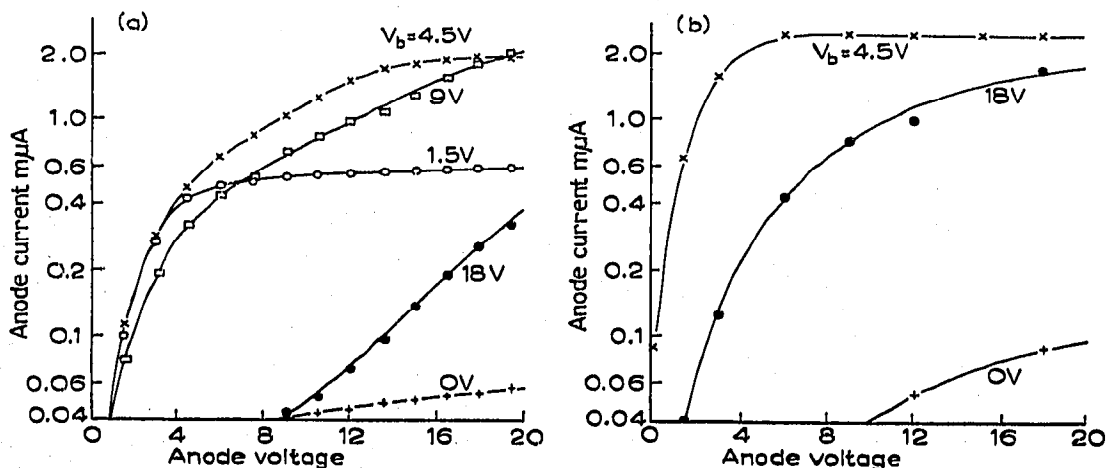 (a)
Anode current mμA
2.0
1.0
0.6
0.4
0.2
0.1
0.06
0.04
V_b=4.5V
9V
1.5V
18V
0V
0 4 8 12 16 20
Anode voltage
(b)
Anode current mμA
2.0
1.0
0.6
0.4
0.2
0.1
0.06
0.04
V_b=4.5V
18V
0V
0 4 8 12 16 20
Anode voltage